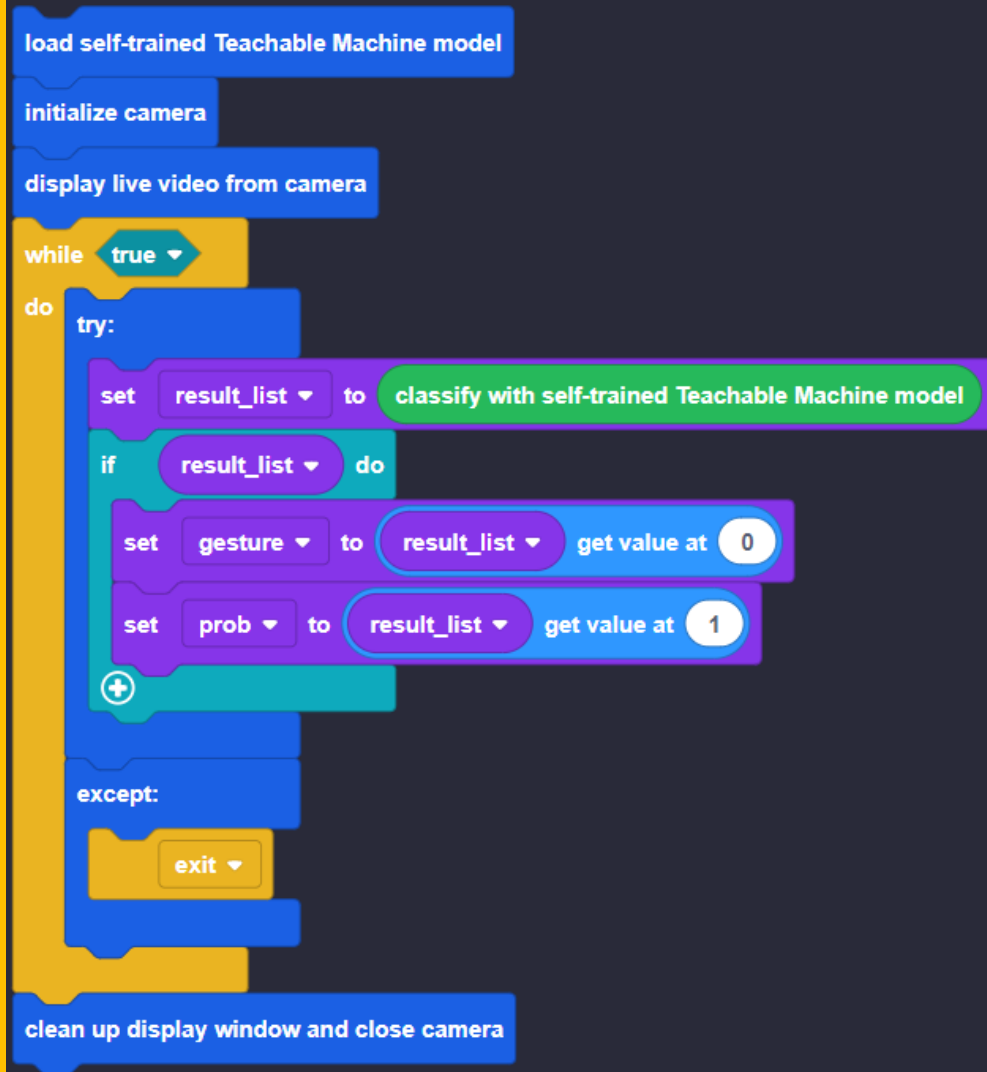 load self-trained Teachable Machine model
initialize camera
display live video from camera
while true
do
try:
set result_list to classify with self-trained Teachable Machine model
if result_list do
set gesture to result_list get value at 0
set prob to result_list get value at 1
except:
exit
clean up display window and close camera